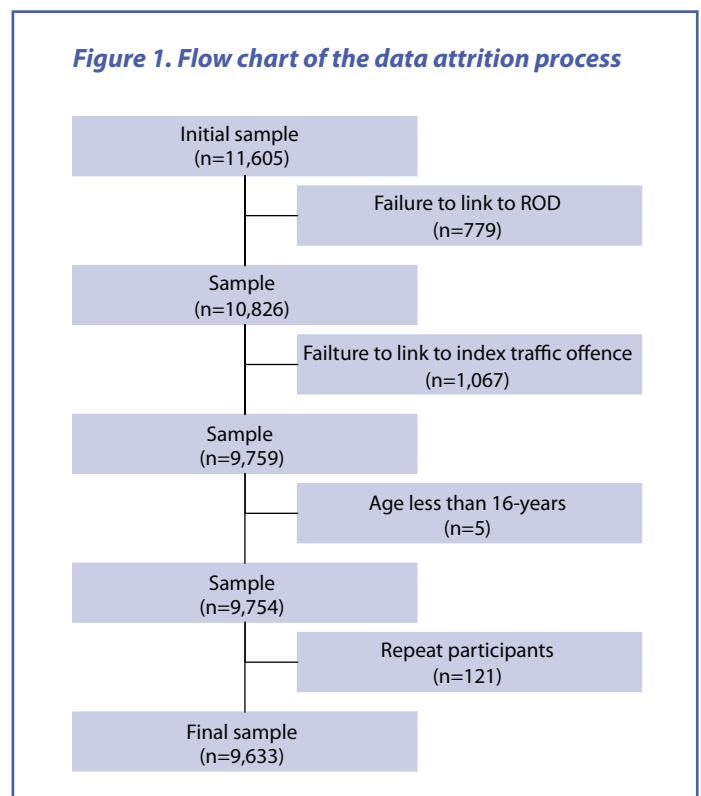 Figure 1. Flow chart of the data attrition process
Initial sample
(n=11,605)
Failure to link to ROD
(n=779)
Sample
(n=10,826)
Failture to link to index traffic offence
(n=1,067)
Sample
(n=9,759)
Age less than 16-years
(n=5)
Sample
(n=9,754)
Repeat participants
(n=121)
Final sample
(n=9,633)